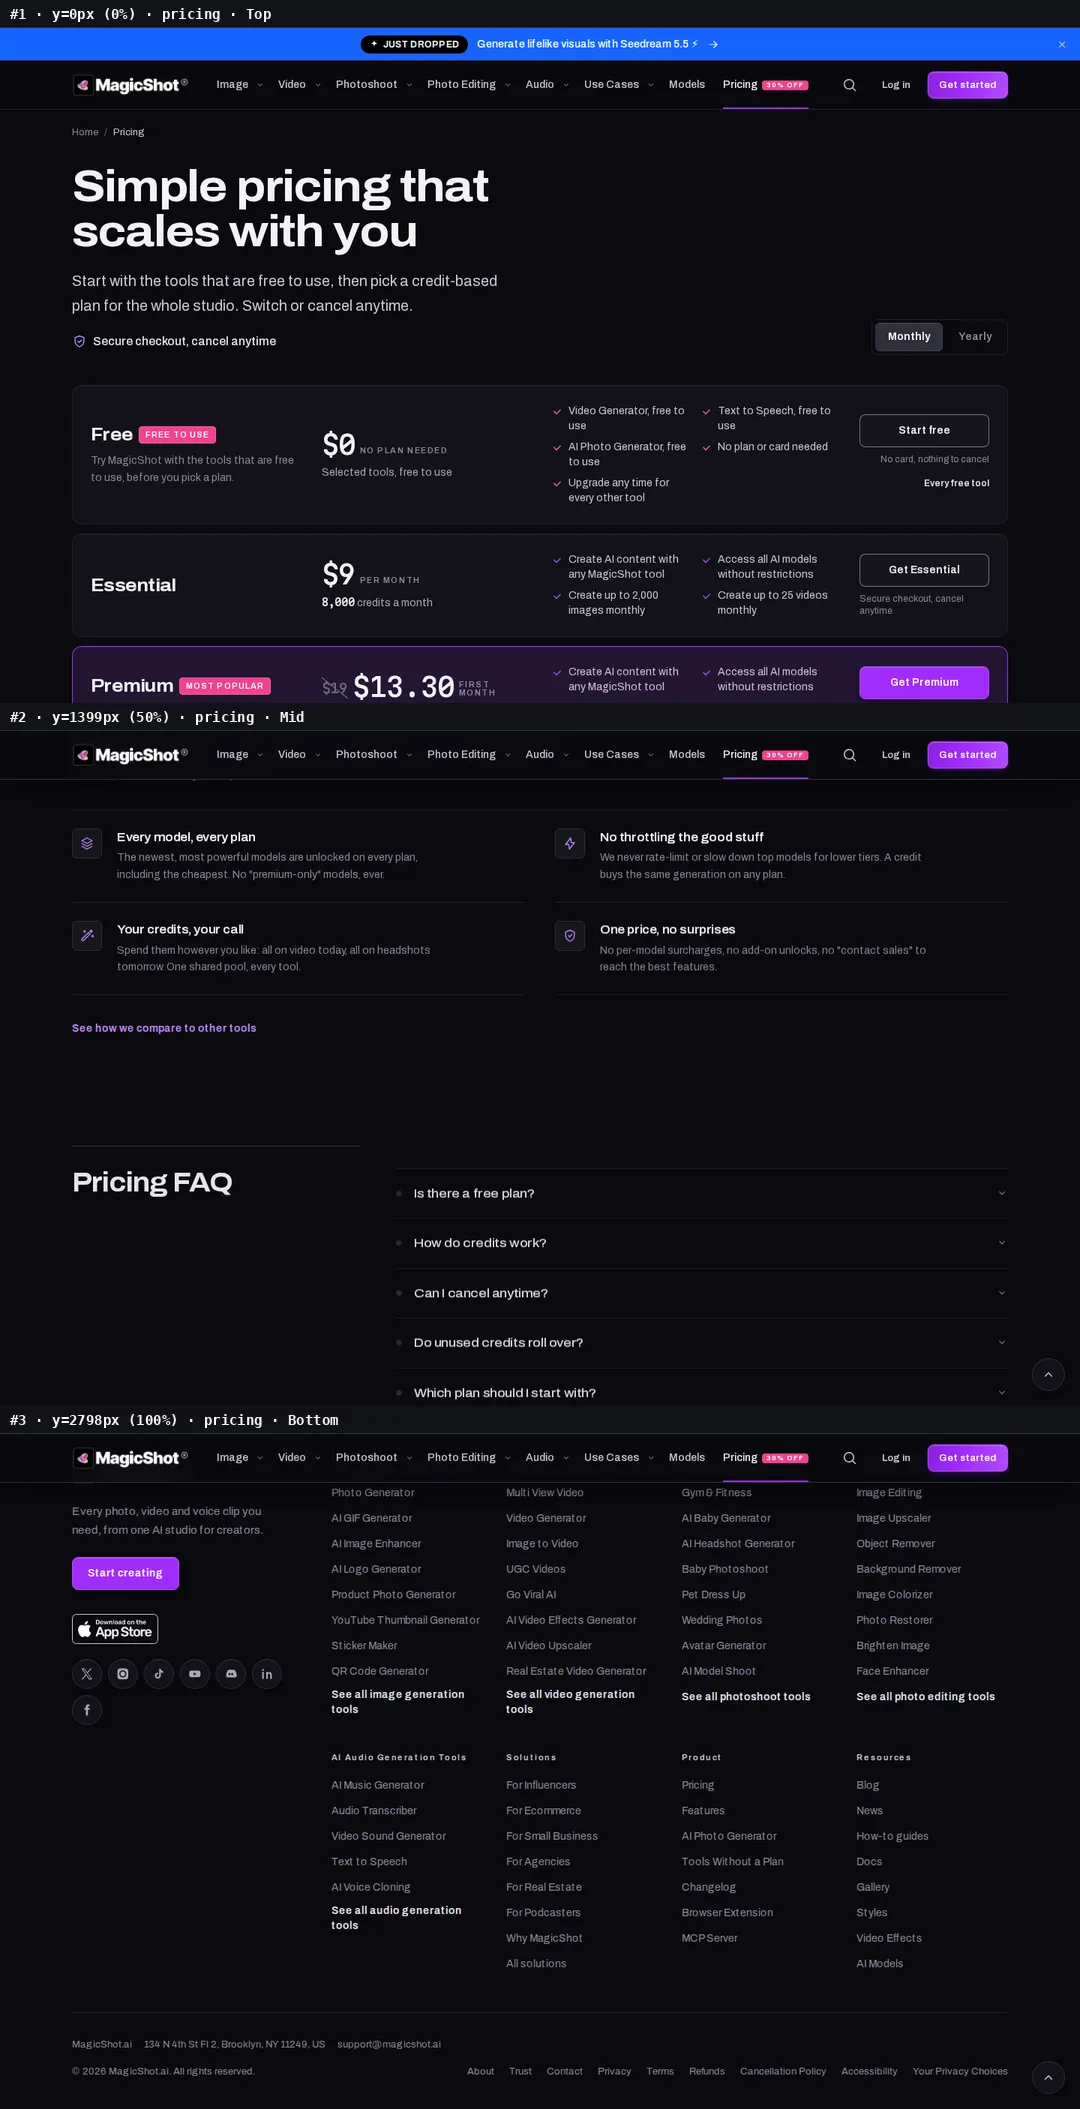 #1 · y=0px (0%) · pricing · Top
✦ JUST DROPPED Generate lifelike visuals with Seedream 5.5 ⚡ → ×
MagicShot® Image Video Photoshoot Photo Editing Audio Use Cases Models Pricing 30% OFF Log in Get started
Home / Pricing
Simple pricing that
scales with you
Start with the tools that are free to use, then pick a credit-based
plan for the whole studio. Switch or cancel anytime.
Secure checkout, cancel anytime
Monthly Yearly
Free FREE TO USE
Try MagicShot with the tools that are free
to use, before you pick a plan.
$0 NO PLAN NEEDED
Selected tools, free to use
Video Generator, free to
use
AI Photo Generator, free
to use
Upgrade any time for
every other tool
Text to Speech, free to
use
No plan or card needed
Start free
No card, nothing to cancel
Every free tool
Essential
$9 PER MONTH
8,000 credits a month
Create AI content with
any MagicShot tool
Create up to 2,000
images monthly
Access all AI models
without restrictions
Create up to 25 videos
monthly
Get Essential
Secure checkout, cancel
anytime
Premium MOST POPULAR
$19 $13.30 FIRST
MONTH
Create AI content with
any MagicShot tool
Access all AI models
without restrictions
Get Premium
#2 · y=1399px (50%) · pricing · Mid
MagicShot® Image Video Photoshoot Photo Editing Audio Use Cases Models Pricing 30% OFF Log in Get started
Every model, every plan
The newest, most powerful models are unlocked on every plan,
including the cheapest. No "premium-only" models, ever.
No throttling the good stuff
We never rate-limit or slow down top models for lower tiers. A credit
buys the same generation on any plan.
Your credits, your call
Spend them however you like: all on video today, all on headshots
tomorrow. One shared pool, every tool.
One price, no surprises
No per-model surcharges, no add-on unlocks, no "contact sales" to
reach the best features.
See how we compare to other tools
Pricing FAQ
Is there a free plan?
How do credits work?
Can I cancel anytime?
Do unused credits roll over?
Which plan should I start with?
#3 · y=2798px (100%) · pricing · Bottom
MagicShot® Image Video Photoshoot Photo Editing Audio Use Cases Models Pricing 30% OFF Log in Get started
Every photo, video and voice clip you
need, from one AI studio for creators.
Start creating
Download on the
App Store
Photo Generator
AI GIF Generator
AI Image Enhancer
AI Logo Generator
Product Photo Generator
YouTube Thumbnail Generator
Sticker Maker
QR Code Generator
See all image generation
tools
Multi View Video
Video Generator
Image to Video
UGC Videos
Go Viral AI
AI Video Effects Generator
AI Video Upscaler
Real Estate Video Generator
See all video generation
tools
Gym & Fitness
AI Baby Generator
AI Headshot Generator
Baby Photoshoot
Pet Dress Up
Wedding Photos
Avatar Generator
AI Model Shoot
See all photoshoot tools
Image Editing
Image Upscaler
Object Remover
Background Remover
Image Colorizer
Photo Restorer
Brighten Image
Face Enhancer
See all photo editing tools
AI Audio Generation Tools
AI Music Generator
Audio Transcriber
Video Sound Generator
Text to Speech
AI Voice Cloning
See all audio generation
tools
Solutions
For Influencers
For Ecommerce
For Small Business
For Agencies
For Real Estate
For Podcasters
Why MagicShot
All solutions
Product
Pricing
Features
AI Photo Generator
Tools Without a Plan
Changelog
Browser Extension
MCP Server
Resources
Blog
News
How-to guides
Docs
Gallery
Styles
Video Effects
AI Models
MagicShot.ai 134 N 4th St Fl 2, Brooklyn, NY 11249, US support@magicshot.ai
© 2026 MagicShot.ai. All rights reserved.
About Trust Contact Privacy Terms Refunds Cancellation Policy Accessibility Your Privacy Choices